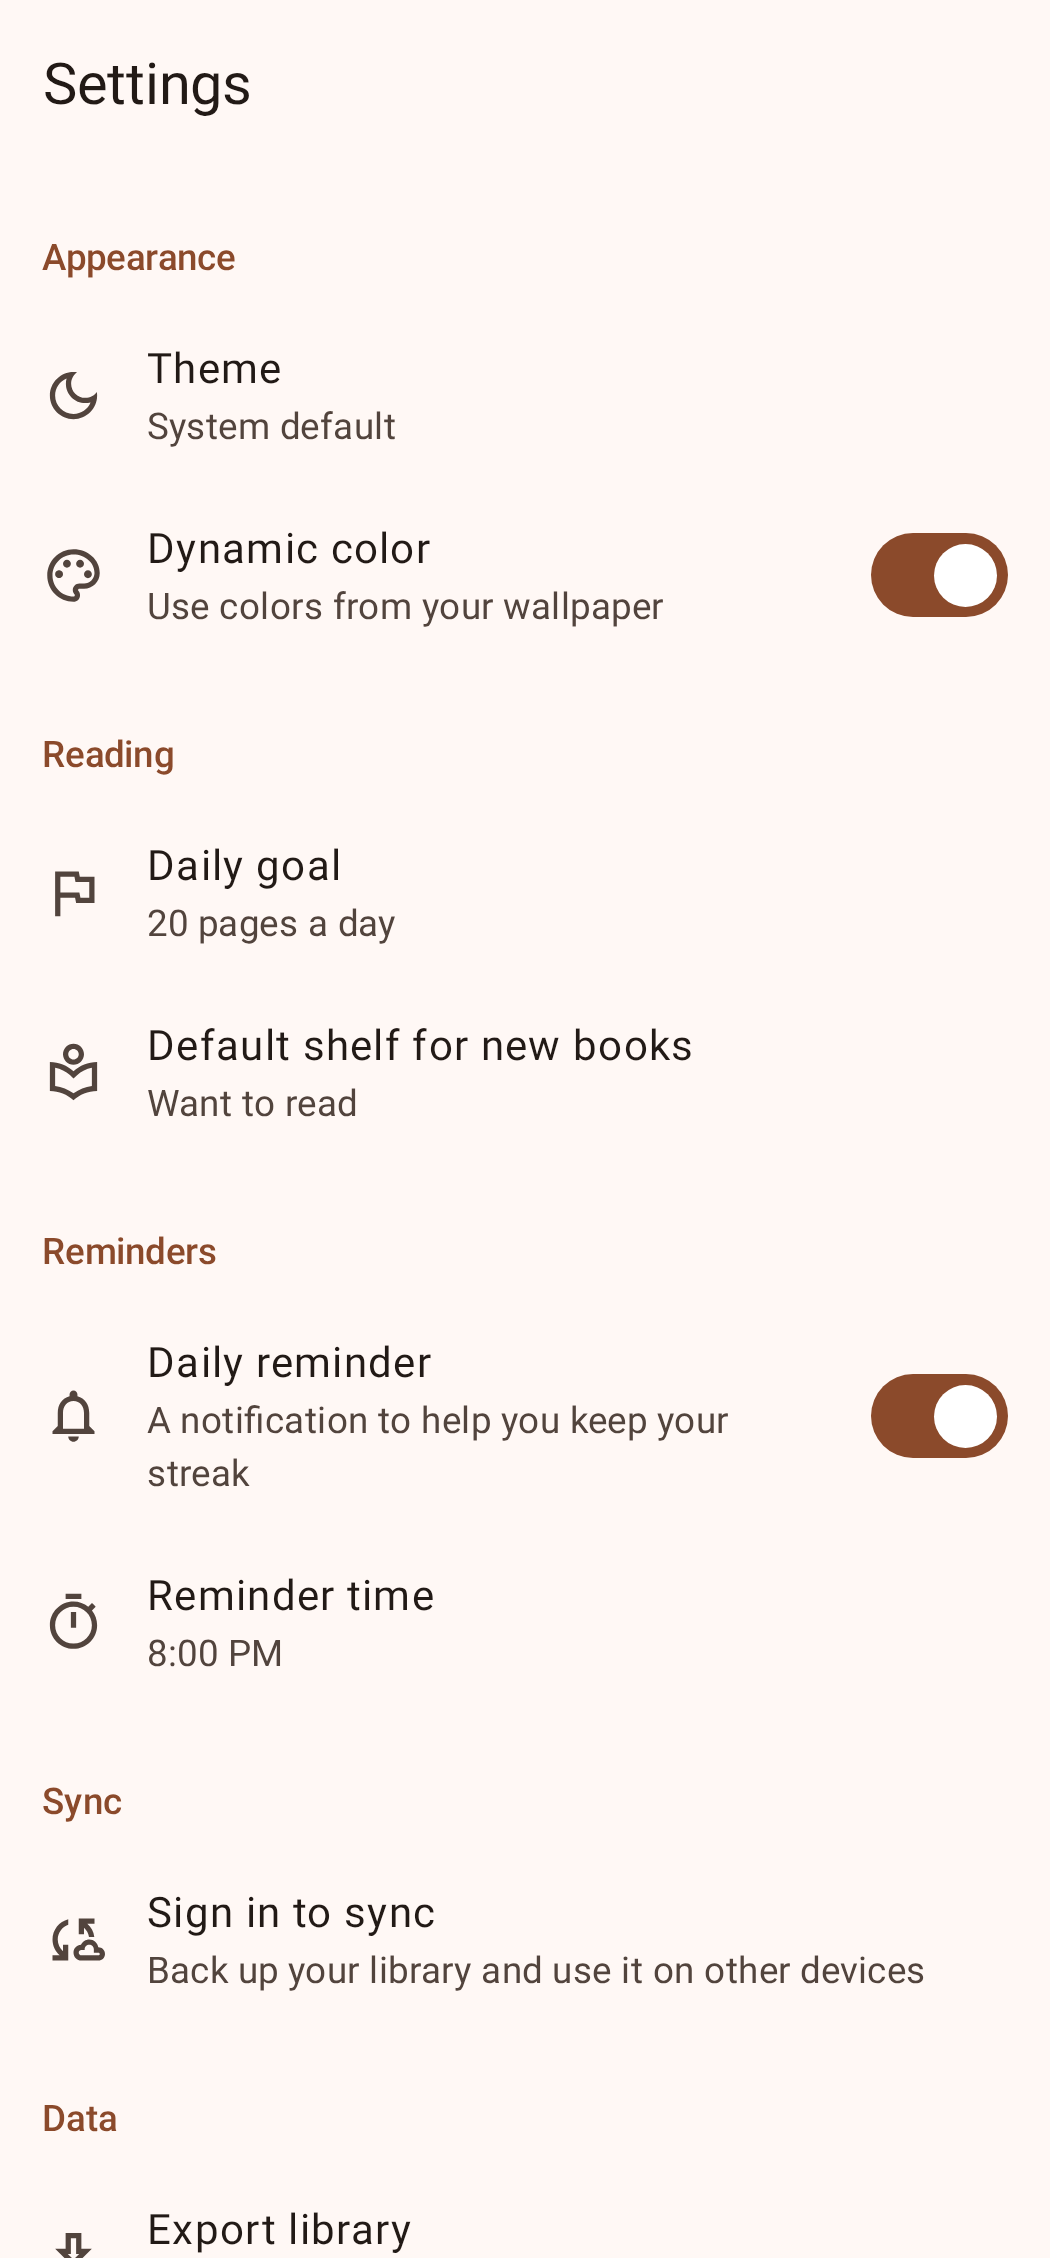 Settings
Appearance
Theme
System default
Dynamic color
Use colors from your wallpaper
Reading
Daily goal
20 pages a day
Default shelf for new books
Want to read
Reminders
Daily reminder
A notification to help you keep your
streak
Reminder time
8:00 PM
Sync
Sign in to sync
Back up your library and use it on other devices
Data
Export library